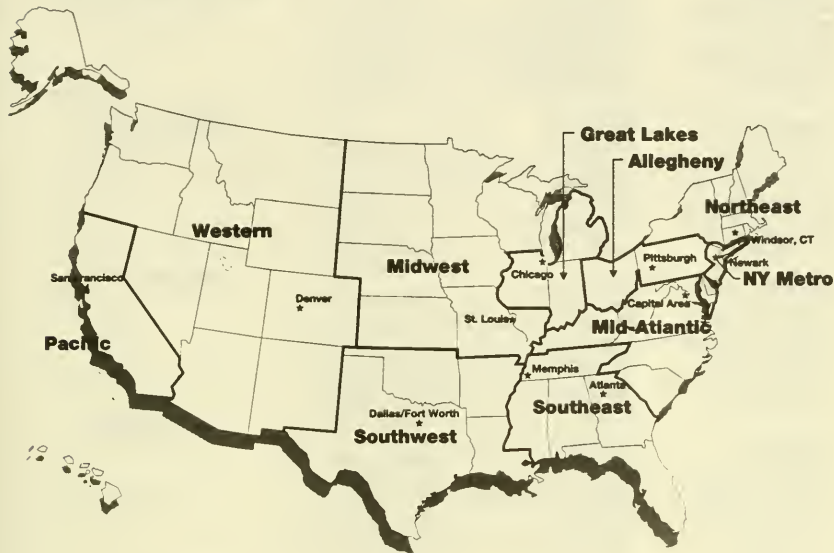 Great Lakes
Allegheny
Northeast
Western
Windsor, CT
Midwest
Pittsburgh
Newark
San Francisco
Chicago
NY Metro
Denver
Capital Area
St. Louis
Mid-Atlantic
Pacific
Memphis
Atlanta
Southeast
Dallas/Fort Worth
Southwest